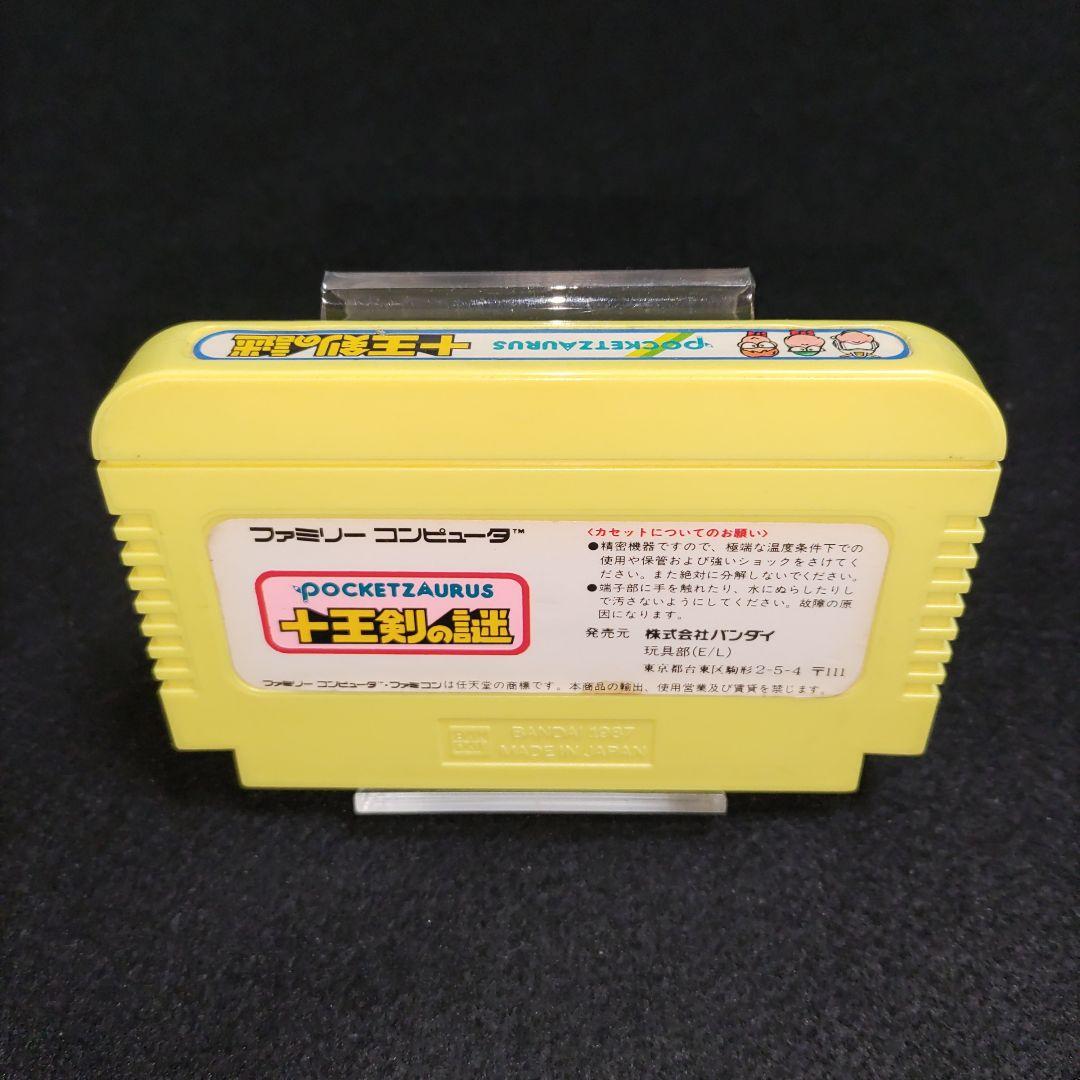 十王剣の謎 POCKETZAURUS
ファミリー コンピュータ™
POCKETZAURUS
十王剣の謎
〈カセットについてのお願い〉
●精密機器ですので、極端な温度条件下での
使用や保管および強いショックをさけてく
ださい。また絶対に分解しないでください。
●端子部に手を触れたり、水にぬらしたりし
て汚さないようにしてください。故障の原
因になります。
発売元 株式会社バンダイ
玩具部(E/L)
東京都台東区駒形2-5-4 〒111
ファミリー コンピュータ™・ファミコンは任天堂の商標です。本商品の輸出、使用営業及び賃貸を禁じます。
BAN
DAI
BANDAI 1987
MADE IN JAPAN